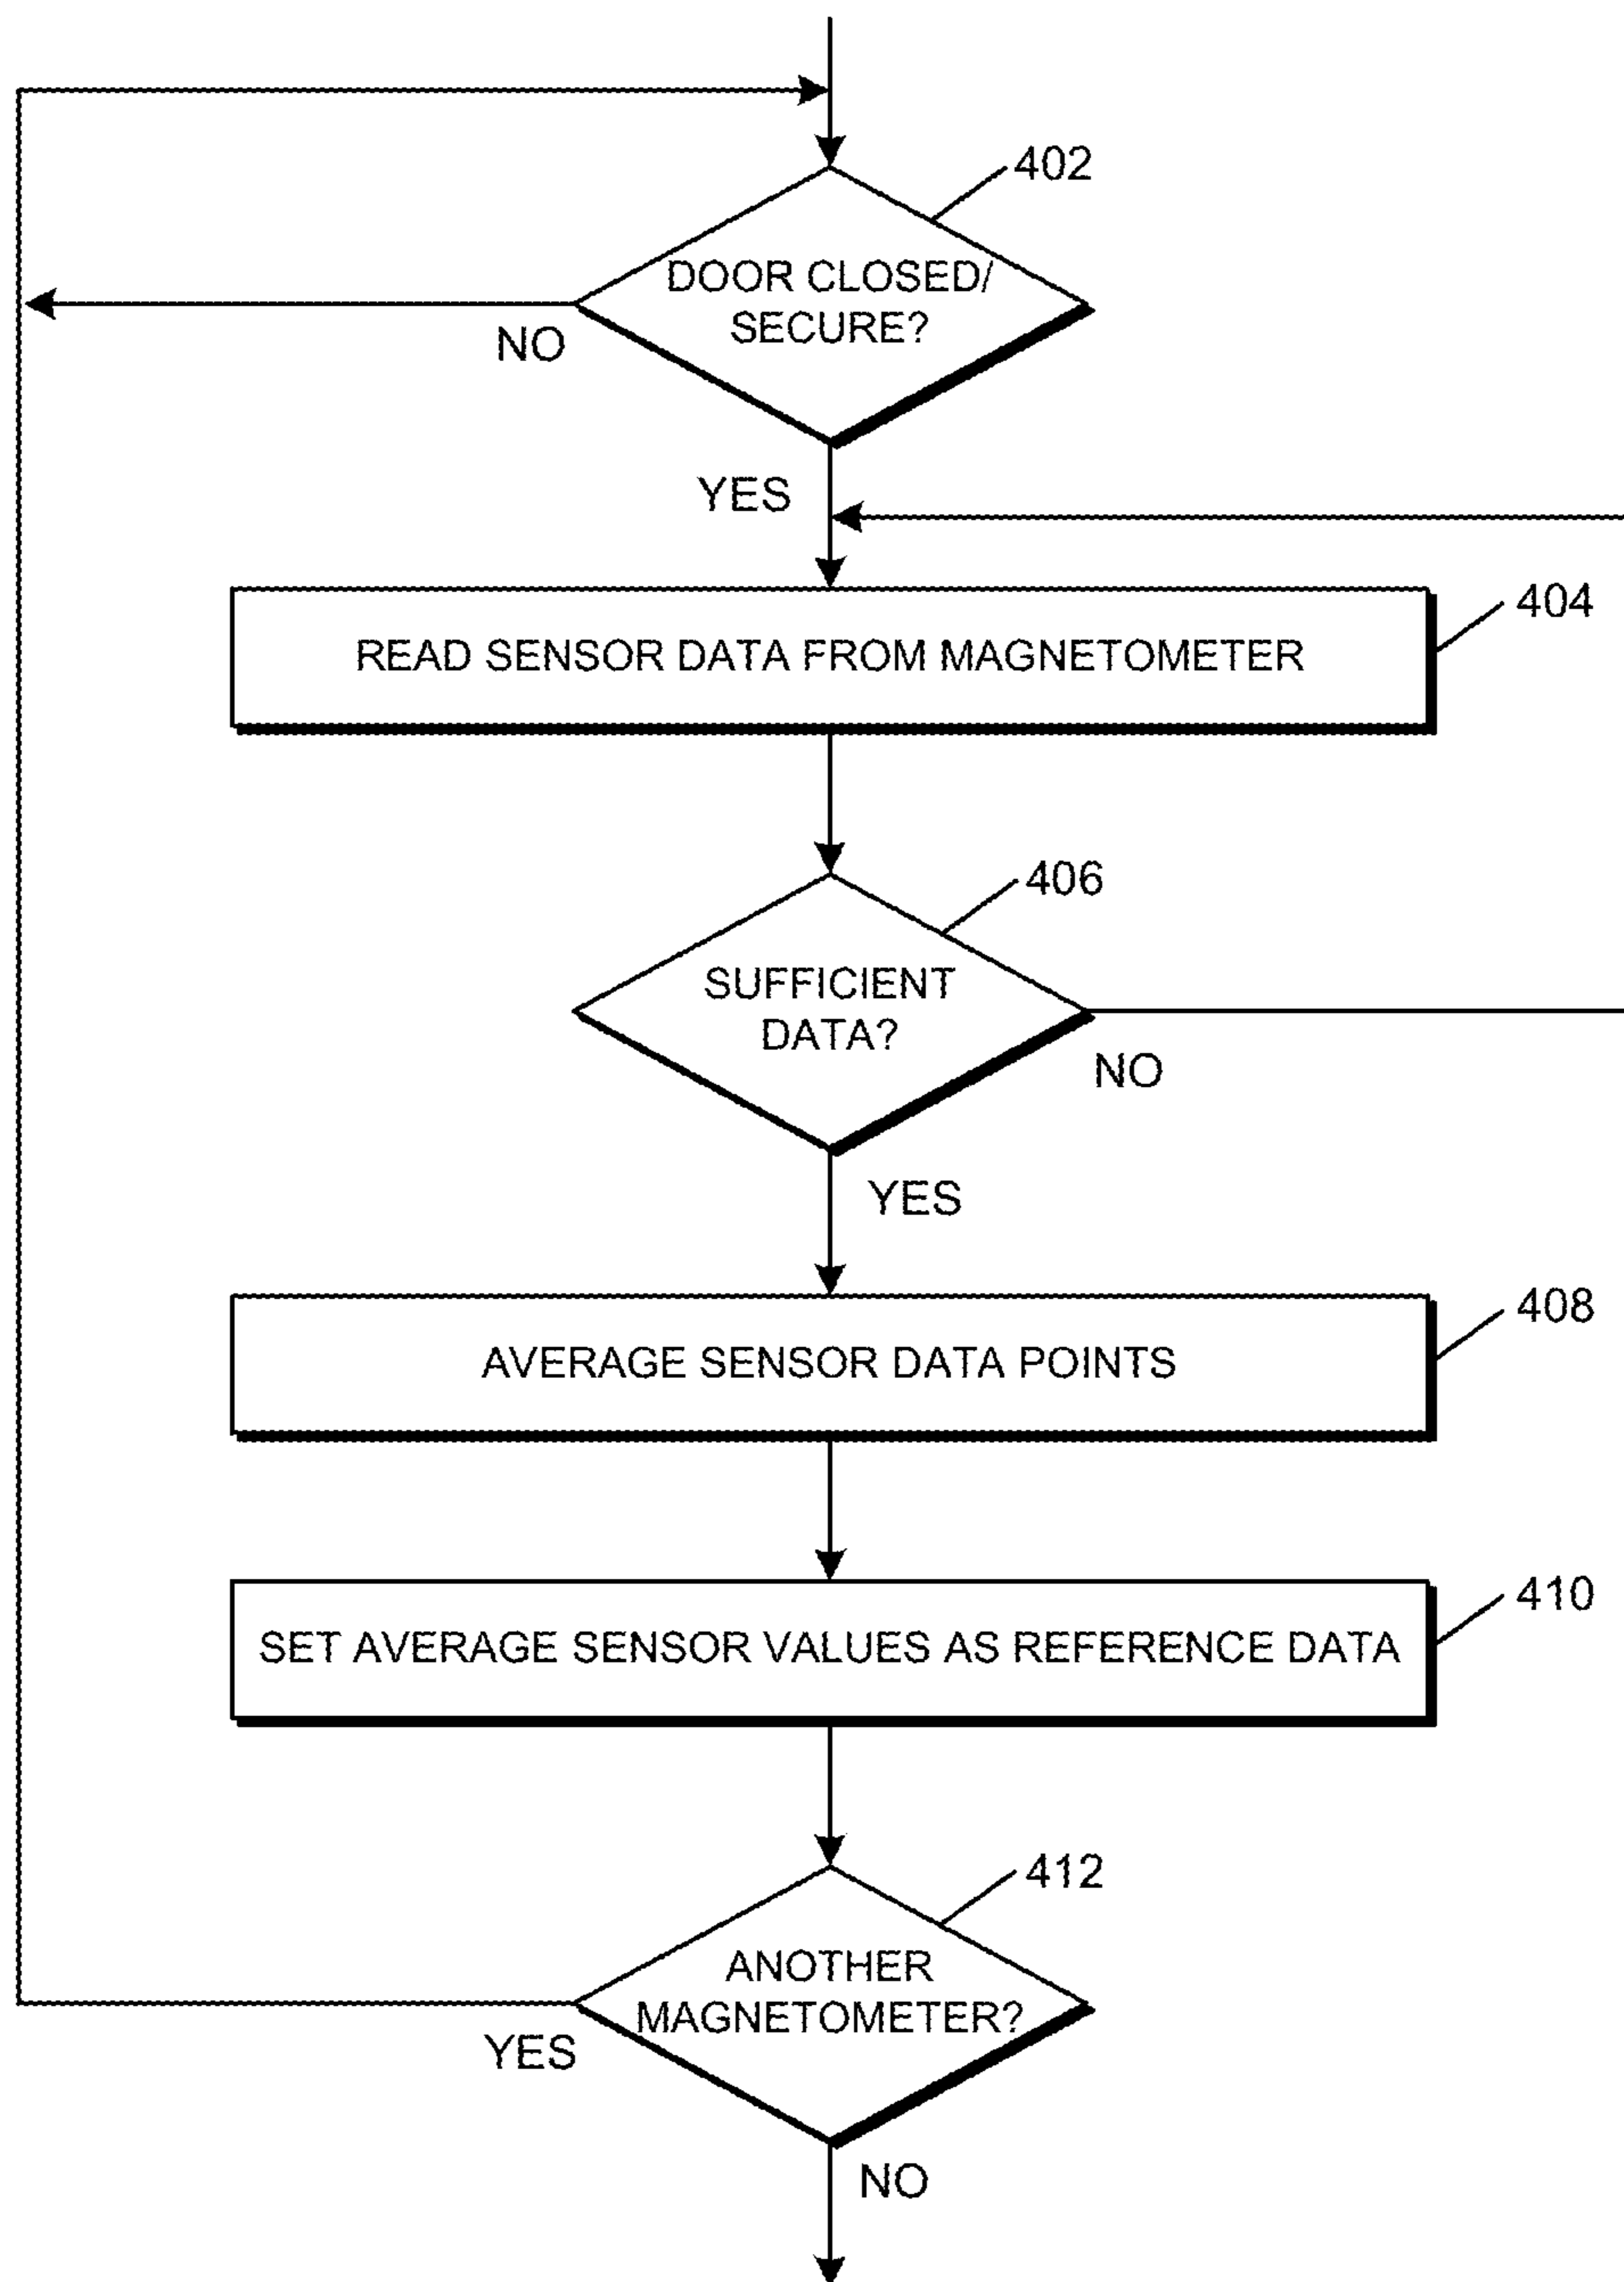 402
DOOR CLOSED/
SECURE?
NO
YES
404
READ SENSOR DATA FROM MAGNETOMETER
406
SUFFICIENT
DATA?
NO
YES
408
AVERAGE SENSOR DATA POINTS
410
SET AVERAGE SENSOR VALUES AS REFERENCE DATA
412
ANOTHER
MAGNETOMETER?
YES
NO